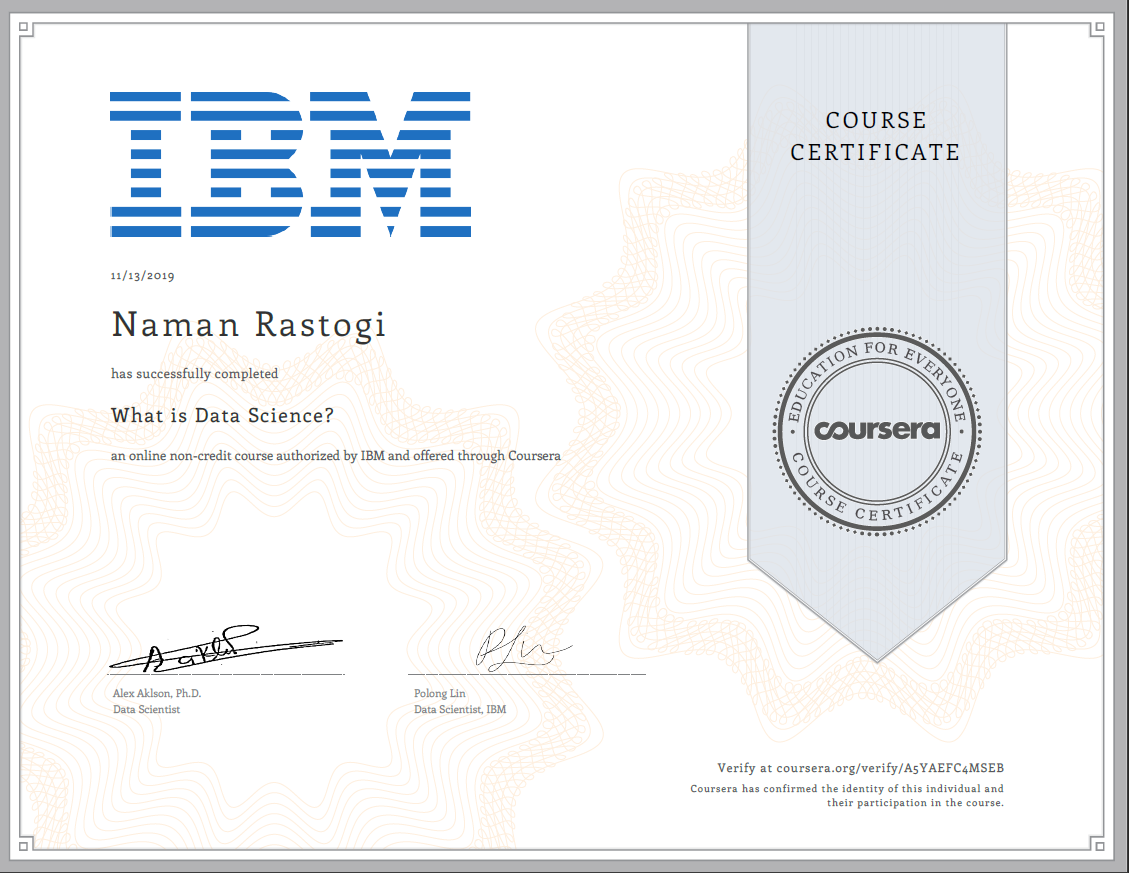 IBM
11/13/2019
Naman Rastogi
has successfully completed
What is Data Science?
an online non-credit course authorized by IBM and offered through Coursera
COURSE
CERTIFICATE
EDUCATION FOR EVERYONE
coursera
COURSE CERTIFICATE
Alex Aklson, Ph.D.
Data Scientist
Polong Lin
Data Scientist, IBM
Verify at coursera.org/verify/A5YAEFC4MSEB
Coursera has confirmed the identity of this individual and
their participation in the course.